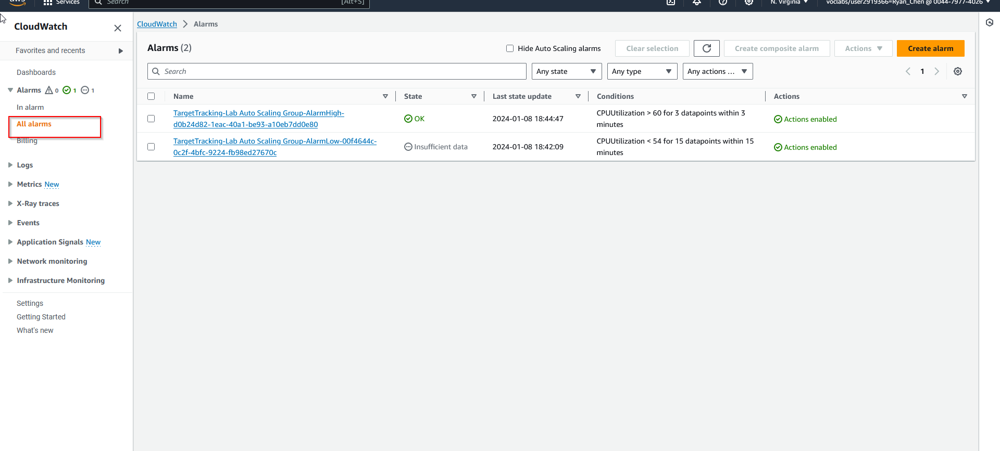 aws
Services
Search
[Alt+S]
N. Virginia
voclabs/user2919366=Ryan_Chen @ 0044-7977-4026
CloudWatch
Favorites and recents
Dashboards
Alarms 0 1 1
In alarm
All alarms
Billing
Logs
Metrics New
X-Ray traces
Events
Application Signals New
Network monitoring
Infrastructure Monitoring
Settings
Getting Started
What's new
CloudWatch > Alarms
Alarms (2)
Hide Auto Scaling alarms
Clear selection
Create composite alarm
Actions
Create alarm
Search
Any state
Any type
Any actions ...
1
Name State Last state update Conditions Actions
TargetTracking-Lab Auto Scaling Group-AlarmHigh-
d0b24d82-1eac-40a1-be93-a10eb7dd0e80
OK
2024-01-08 18:44:47
CPUUtilization > 60 for 3 datapoints within 3
minutes
Actions enabled
TargetTracking-Lab Auto Scaling Group-AlarmLow-00f4644c-
0c2f-4bfc-9224-fb98ed27670c
Insufficient data
2024-01-08 18:42:09
CPUUtilization < 54 for 15 datapoints within 15
minutes
Actions enabled